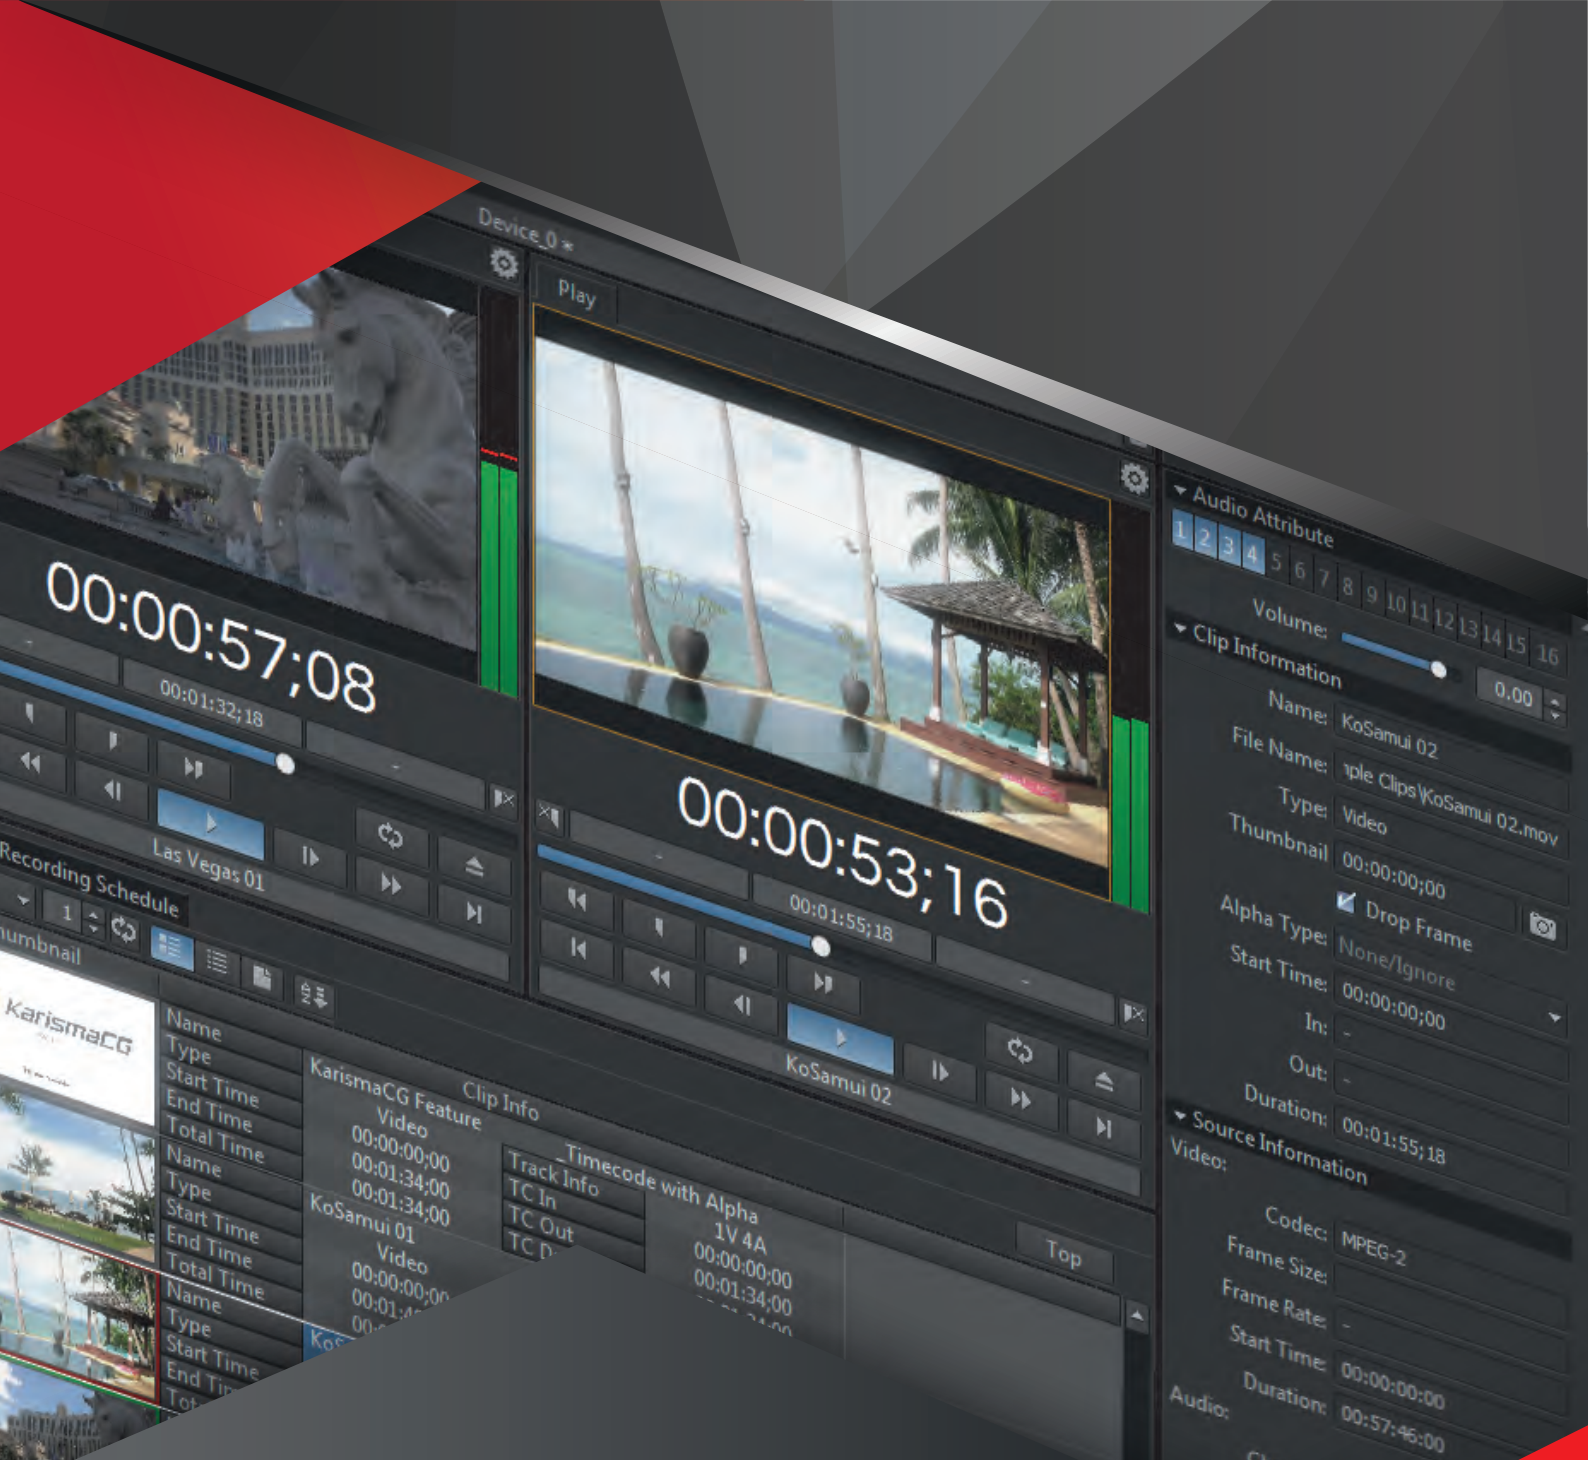 Device_0 *
Play
00:00:57;08
00:01:32;18
Las Vegas 01
00:00:53;16
00:01:55;18
KoSamui 02
Audio Attribute
1 2 3 4 5 6 7 8 9 10 11 12 13 14 15 16
Volume: 0.00
Clip Information
Name: KoSamui 02
File Name: Clips\KoSamui 02.mov
Type: Video
Thumbnail 00:00:00;00
Drop Frame
Alpha Type: None/Ignore
Start Time: 00:00:00;00
In: -
Out: -
Duration: 00:01:55;18
Source Information
Video:
Codec: MPEG-2
Frame Size:
Frame Rate: -
Start Time: 00:00:00:00
Duration: 00:57:46:00
Audio:
Recording Schedule
1
KarismaCG
Clip Info
Name KarismaCG Feature
Type Video
Start Time 00:00:00;00
End Time 00:01:34;00
Total Time 00:01:34;00
Name KoSamui 01
Type Video
Start Time 00:00:00;00
End Time
Total Time
Name
Type
Start Time
_Timecode with Alpha
Track Info 1V 4A
TC In 00:00:00;00
TC Out 00:01:34;00
Top